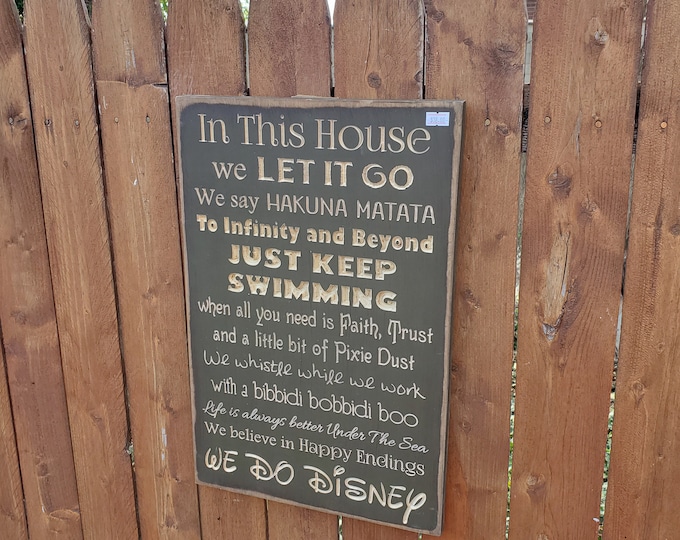 In This House
we LET IT GO
We say HAKUNA MATATA
To Infinity and Beyond
JUST KEEP
SWIMMING
when all you need is Faith, Trust
and a little bit of Pixie Dust
We whistle while we work
with a bibbidi bobbidi boo
Life is always better Under The Sea
We believe in Happy Endings
WE DO DISNEY